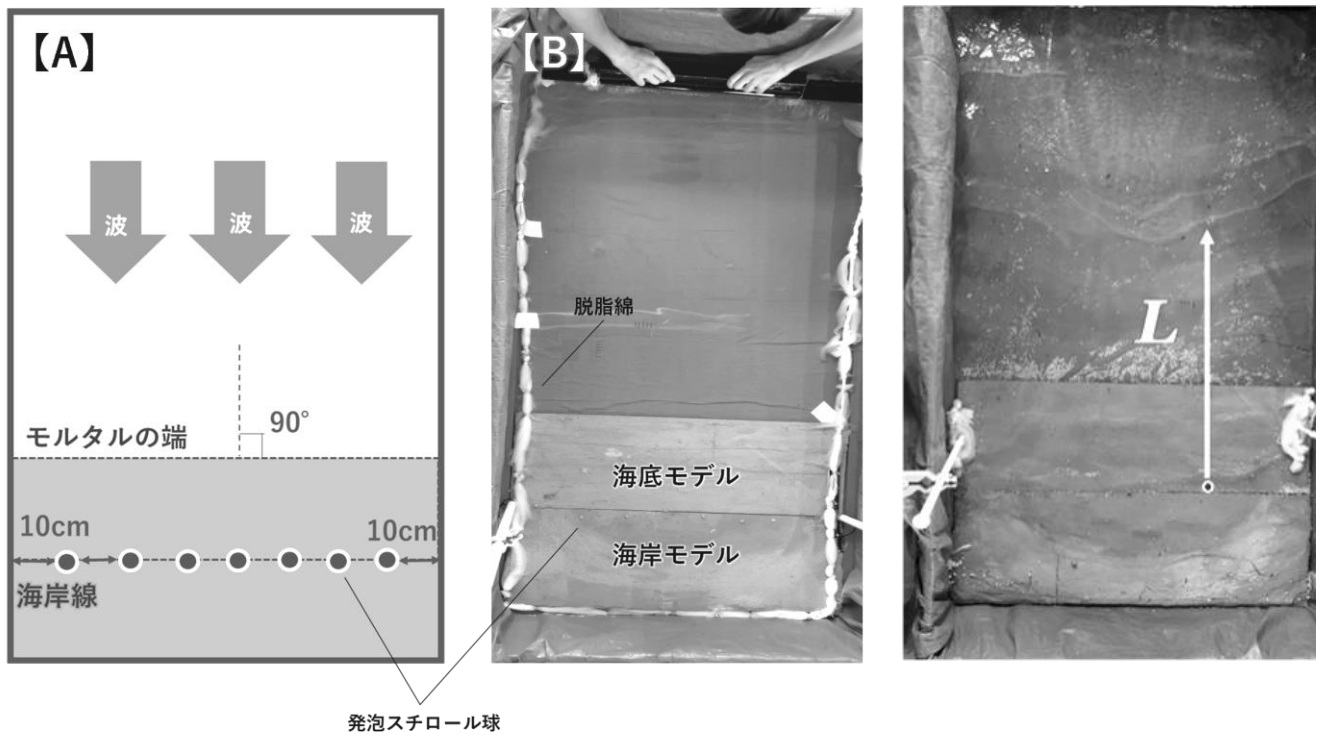 【A】
波 波 波
90°
モルタルの端
10cm 10cm
海岸線
【B】
脱脂綿
海底モデル
海岸モデル
L
発泡スチロール球